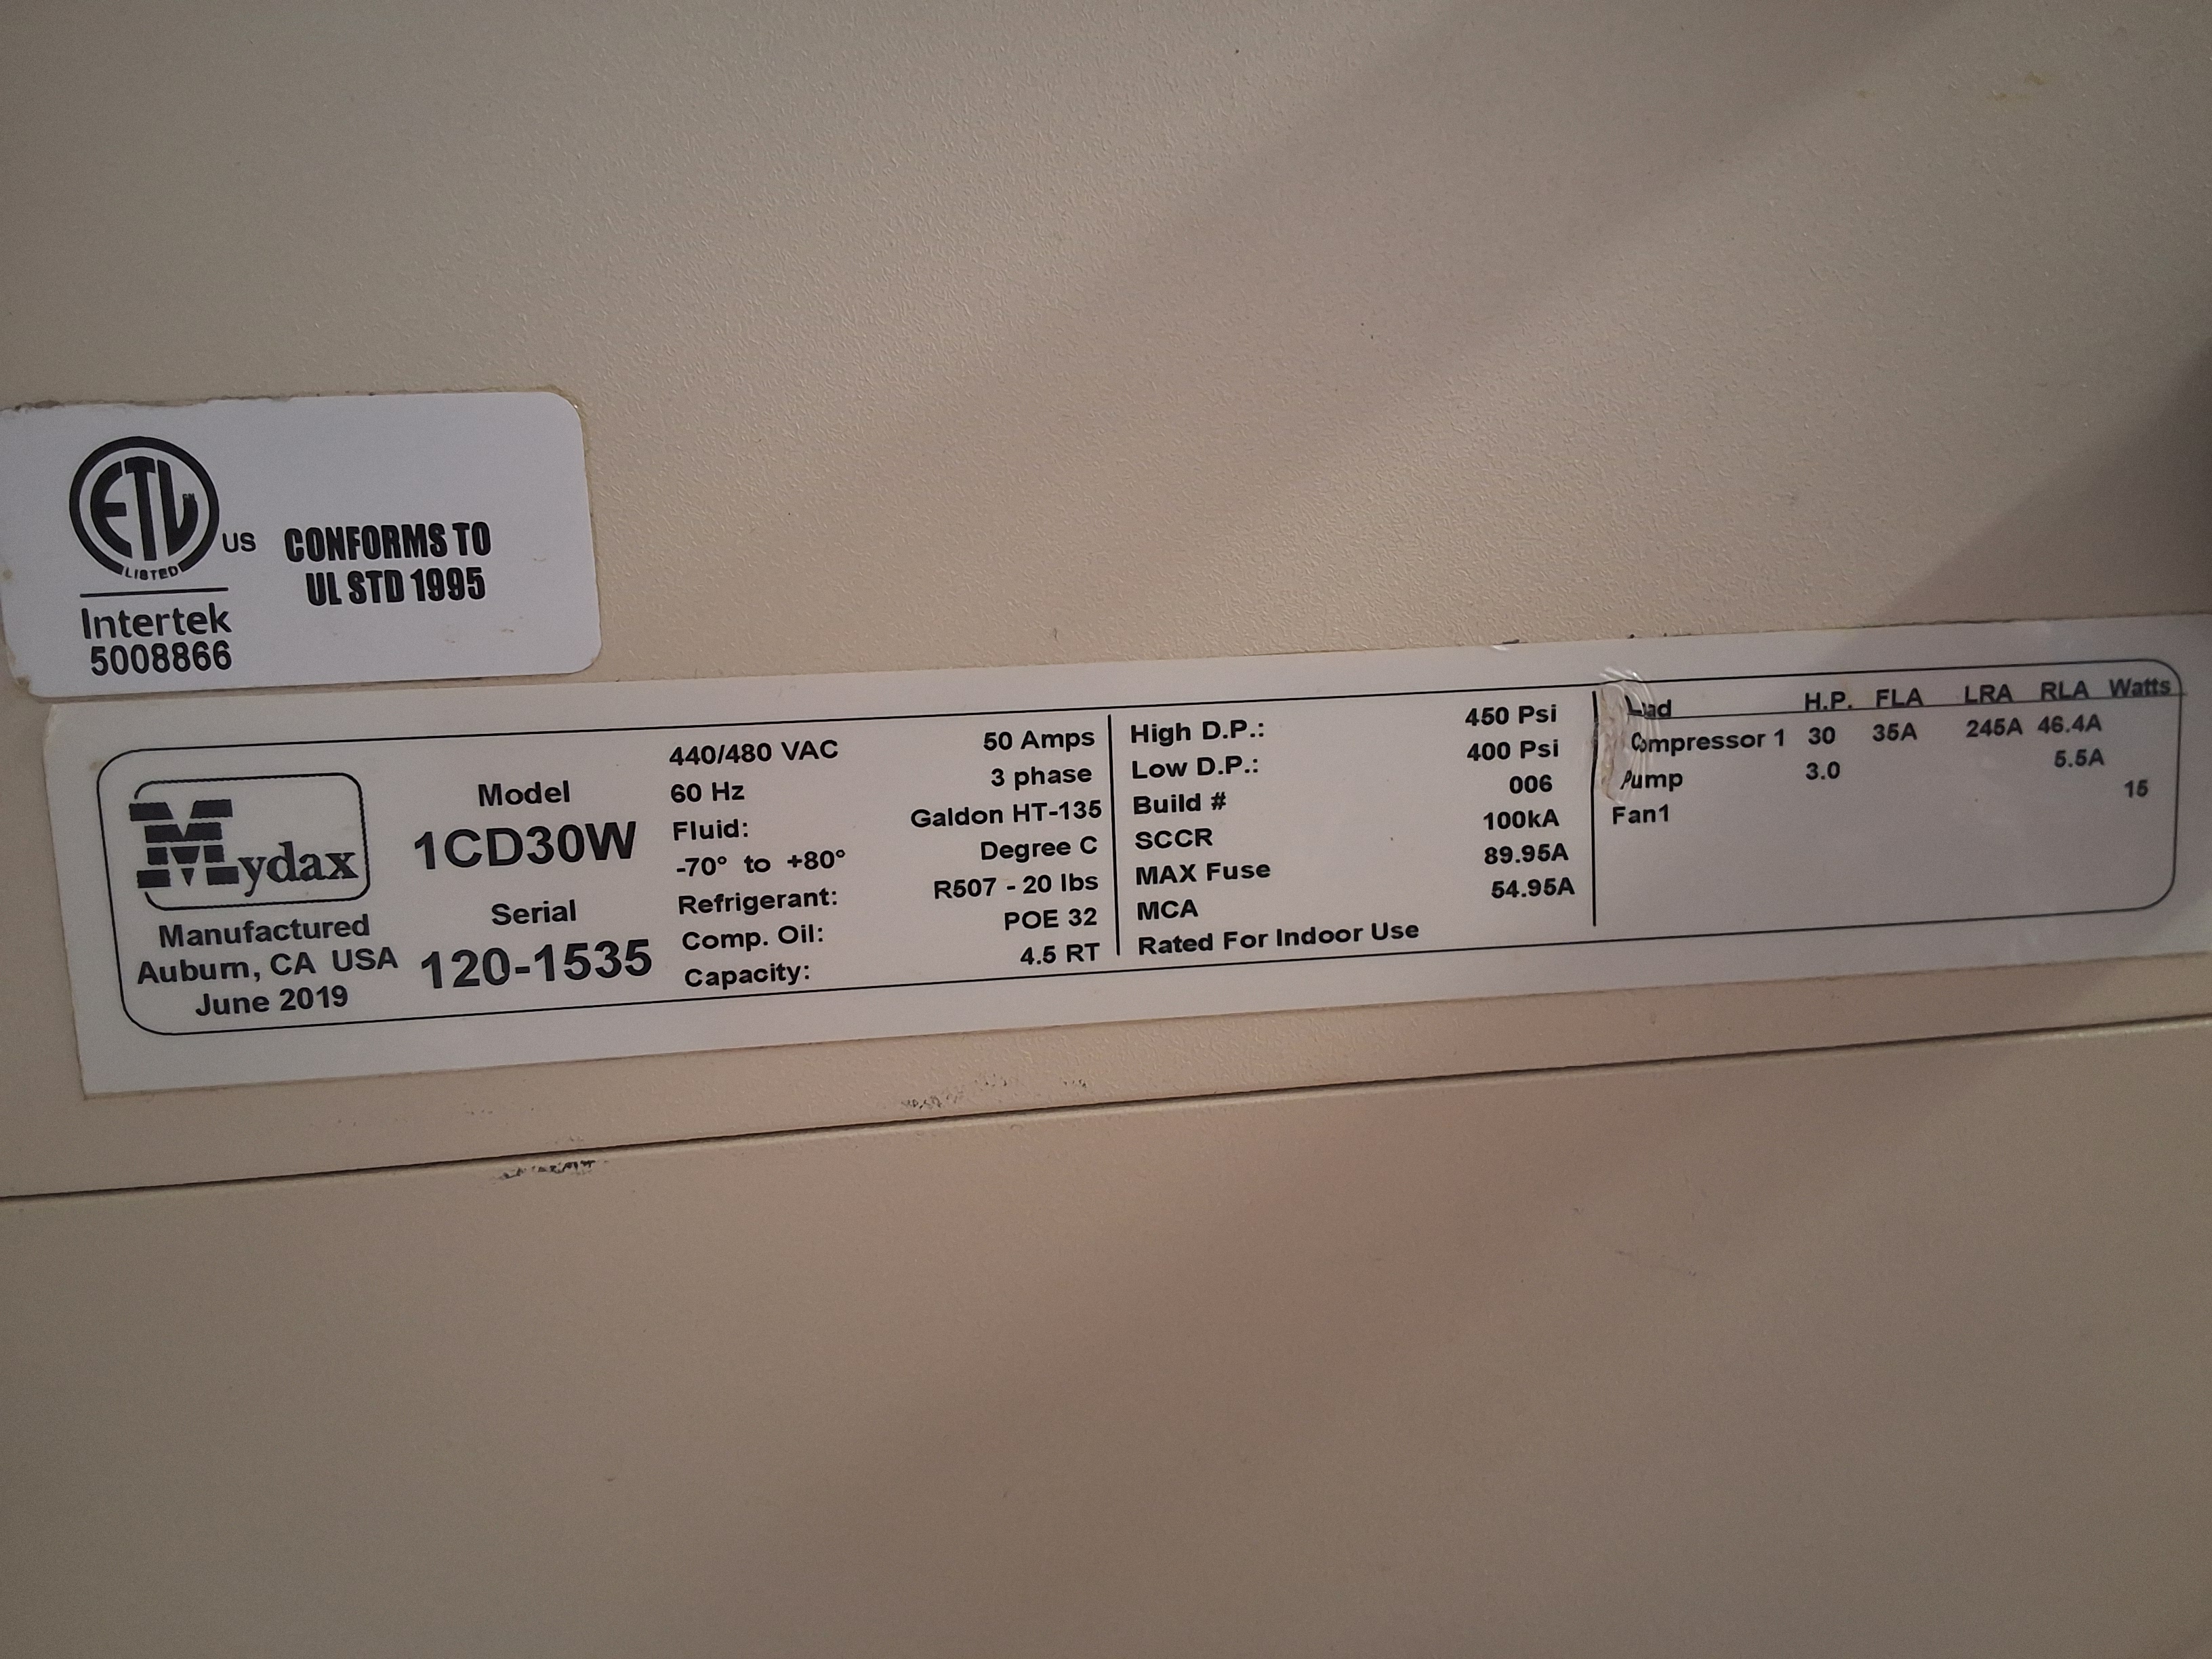 ETL
LISTED
US
CONFORMS TO
UL STD 1995
Intertek
5008866
Mydax
Manufactured
Auburn, CA USA
June 2019
Model
1CD30W
Serial
120-1535
440/480 VAC 50 Amps
60 Hz 3 phase
Fluid: Galdon HT-135
-70° to +80° Degree C
Refrigerant: R507 - 20 lbs
Comp. Oil: POE 32
Capacity: 4.5 RT
High D.P.: 450 Psi
Low D.P.: 400 Psi
Build # 006
SCCR 100kA
MAX Fuse 89.95A
MCA 54.95A
Rated For Indoor Use
Load H.P. FLA LRA RLA Watts
Compressor 1 30 35A 245A 46.4A
Pump 3.0 5.5A
Fan1 15